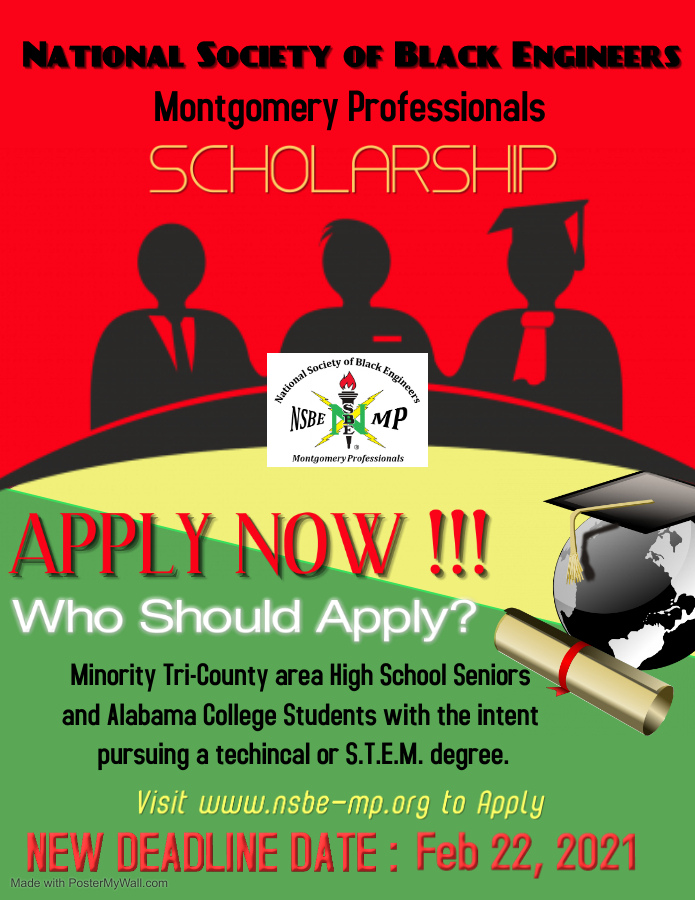 National Society of Black Engineers
Montgomery Professionals
SCHOLARSHIP
National Society of Black Engineers
NSBE
NSBE
MP
Montgomery Professionals
APPLY NOW !!!
Who Should Apply?
Minority Tri-County area High School Seniors
and Alabama College Students with the intent
pursuing a techincal or S.T.E.M. degree.
Visit www.nsbe-mp.org to Apply
NEW DEADLINE DATE : Feb 22, 2021
Made with PosterMyWall.com